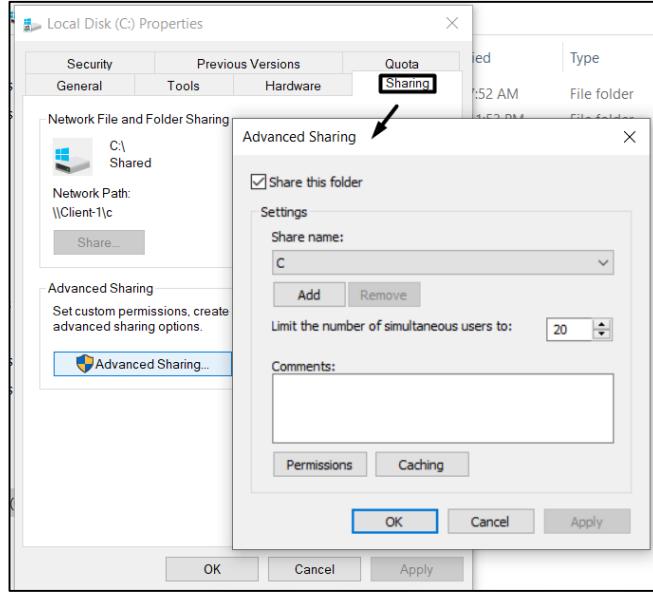 Local Disk (C:) Properties
Security Previous Versions Quota
General Tools Hardware Sharing
Network File and Folder Sharing
C:\
Shared
Network Path:
\\Client-1\c
Share...
Advanced Sharing
Set custom permissions, create
advanced sharing options.
Advanced Sharing...
OK Cancel Apply
Type
:52 AM File folder
Advanced Sharing
Share this folder
Settings
Share name:
C
Add Remove
Limit the number of simultaneous users to: 20
Comments:
Permissions Caching
OK Cancel Apply